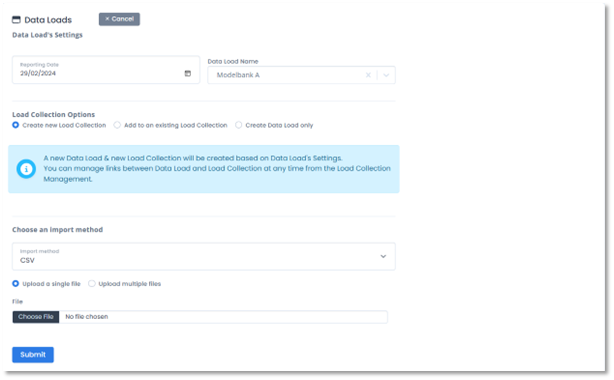 Data Loads
× Cancel
Data Load's Settings
Reporting Date
29/02/2024
Data Load Name
Modelbank A
Load Collection Options
Create new Load Collection
Add to an existing Load Collection
Create Data Load only
A new Data Load & new Load Collection will be created based on Data Load's Settings.
You can manage links between Data Load and Load Collection at any time from the Load Collection
Management.
Choose an import method
Import method
CSV
Upload a single file
Upload multiple files
File
Choose File No file chosen
Submit